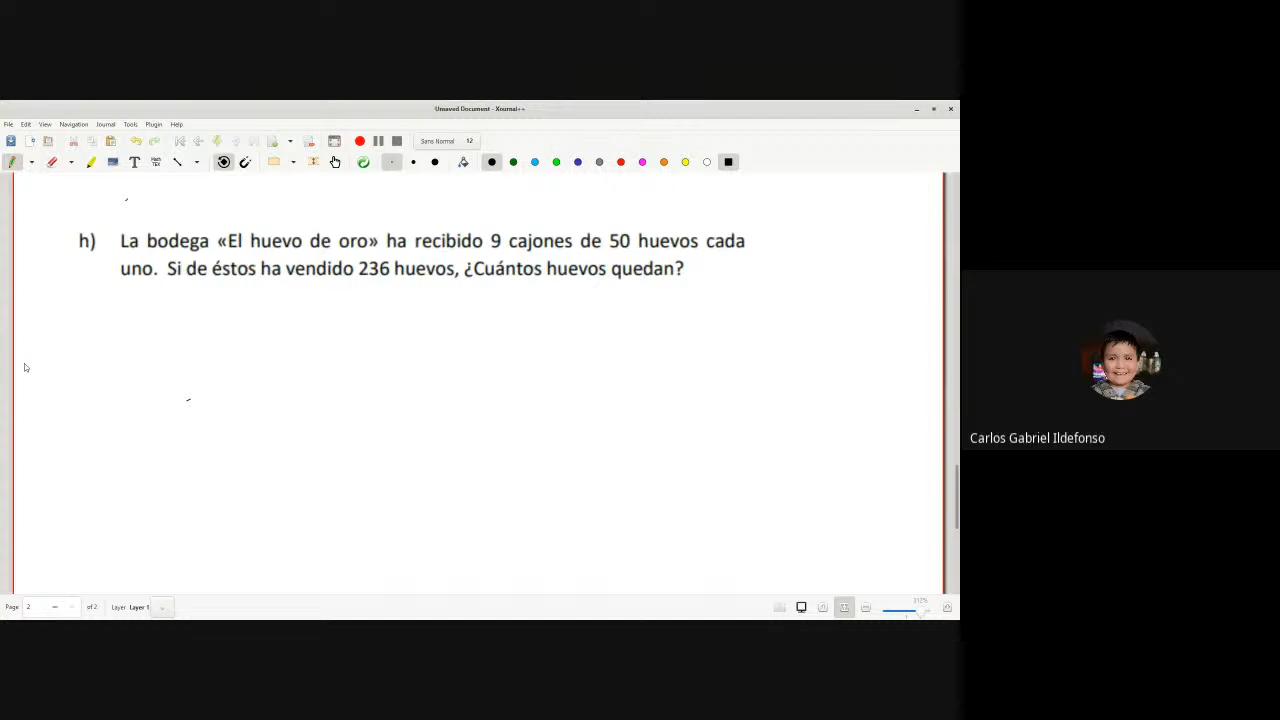 Unsaved Document - Xournal++
File Edit View Navigation Journal Tools Plugin Help
Sans Normal 12
h) La bodega «El huevo de oro» ha recibido 9 cajones de 50 huevos cada
uno. Si de éstos ha vendido 236 huevos, ¿Cuántos huevos quedan?
Carlos Gabriel Ildefonso
Page 2 of 2 Layer Layer 1 312%